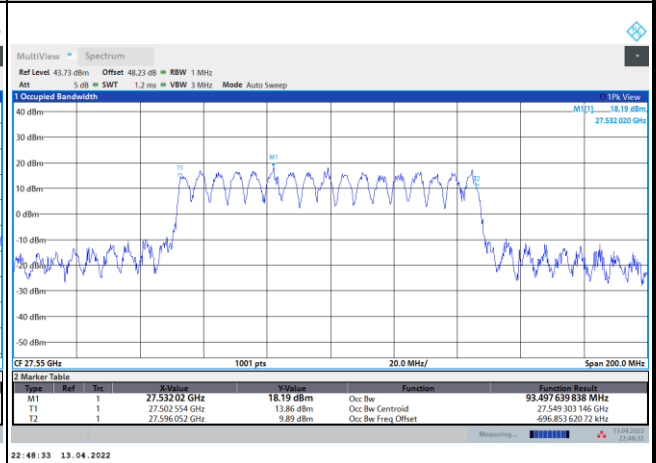 MultiView Spectrum
Ref Level 43.73 dBm Offset 48.23 dB RBW 1 MHz
Att 5 dB SWT 1.2 ms VBW 3 MHz Mode Auto Sweep
1 Occupied Bandwidth 1Pk View
M1[1] 18.19 dBm
27.532 020 GHz
40 dBm
30 dBm
20 dBm
10 dBm
0 dBm
-10 dBm
-20 dBm
-30 dBm
-40 dBm
-50 dBm
T1
M1
T2
CF 27.55 GHz 1001 pts 20.0 MHz/ Span 200.0 MHz
2 Marker Table
Type Ref Trc X-Value Y-Value Function Function Result
M1 1 27.532 02 GHz 18.19 dBm Occ Bw 93.497 639 838 MHz
T1 1 27.502 554 GHz 13.86 dBm Occ Bw Centroid 27.549 303 146 GHz
T2 1 27.596 052 GHz 9.89 dBm Occ Bw Freq Offset -696.853 620 72 kHz
Measuring... 13.04.2022
22:48:32
22:48:33 13.04.2022